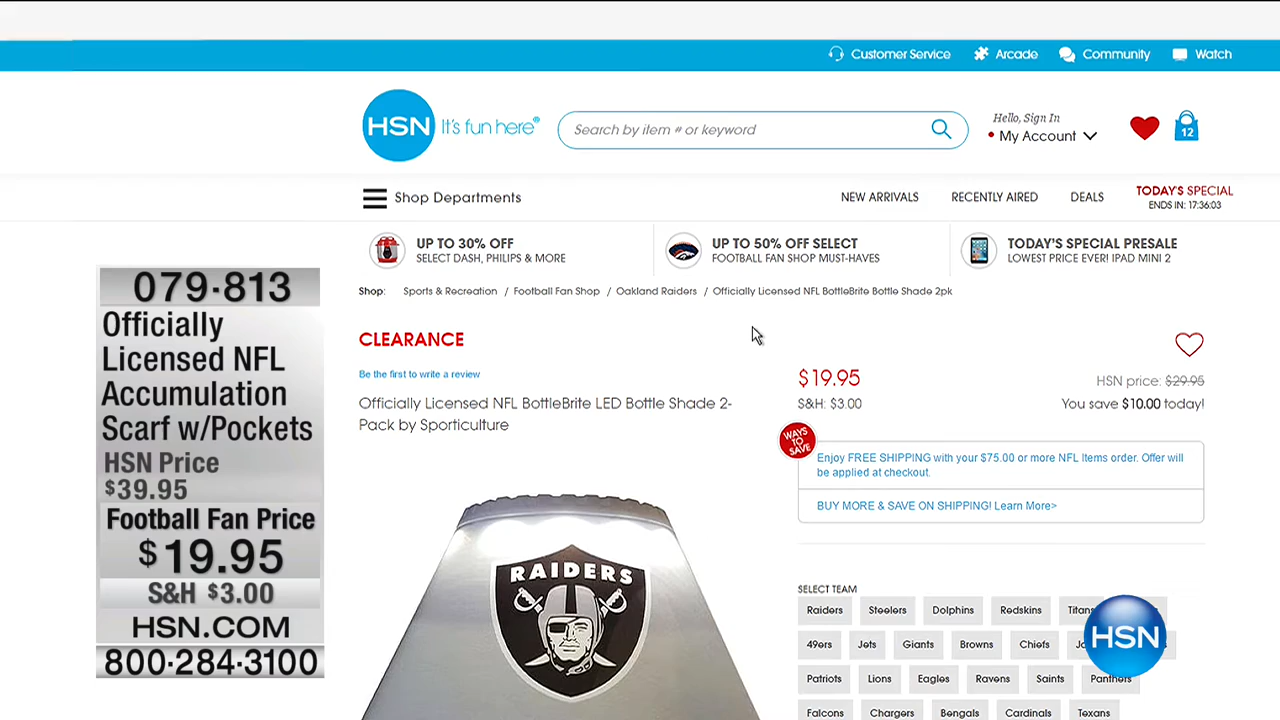 Customer Service Arcade Community Watch
HSN It's fun here®
Search by item # or keyword
Hello, Sign In
My Account
12
Shop Departments
NEW ARRIVALS RECENTLY AIRED DEALS
TODAY'S SPECIAL
ENDS IN: 17:36:03
UP TO 30% OFF
SELECT DASH, PHILIPS & MORE
UP TO 50% OFF SELECT
FOOTBALL FAN SHOP MUST-HAVES
TODAY'S SPECIAL PRESALE
LOWEST PRICE EVER! IPAD MINI 2
Shop: Sports & Recreation / Football Fan Shop / Oakland Raiders / Officially Licensed NFL BottleBrite Bottle Shade 2pk
079-813
Officially
Licensed NFL
Accumulation
Scarf w/Pockets
HSN Price
$39.95
Football Fan Price
$19.95
S&H $3.00
HSN.COM
800-284-3100
CLEARANCE
Be the first to write a review
Officially Licensed NFL BottleBrite LED Bottle Shade 2-
Pack by Sporticulture
RAIDERS
$19.95
S&H: $3.00
HSN price: $29.95
You save $10.00 today!
WAYS
TO
SAVE
Enjoy FREE SHIPPING with your $75.00 or more NFL Items order. Offer will
be applied at checkout.
BUY MORE & SAVE ON SHIPPING! Learn More>
SELECT TEAM
Raiders Steelers Dolphins Redskins
49ers Jets Giants Browns Chiefs
Patriots Lions Eagles Ravens Saints Panthers
Falcons Chargers Bengals Cardinals Texans
HSN